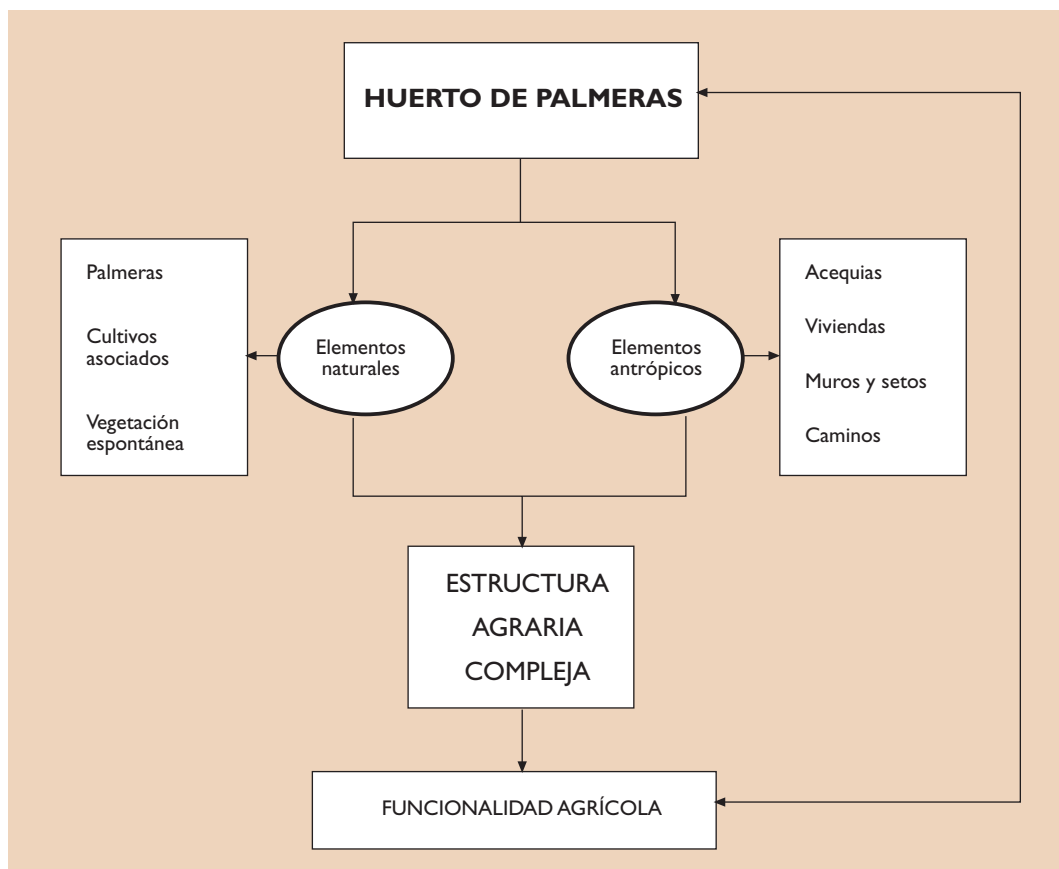 HUERTO DE PALMERAS
Palmeras
Cultivos
asociados
Vegetación
espontánea
Elementos
naturales
Elementos
antrópicos
Acequias
Viviendas
Muros y setos
Caminos
ESTRUCTURA
AGRARIA
COMPLEJA
FUNCIONALIDAD AGRÍCOLA